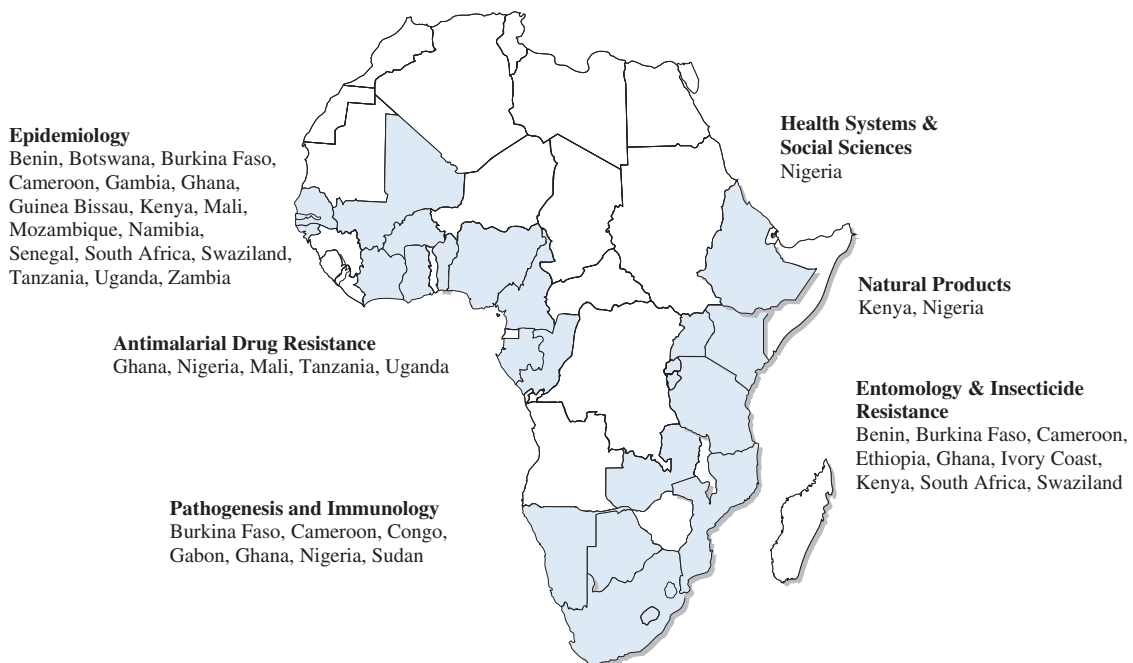 Epidemiology
Benin, Botswana, Burkina Faso,
Cameroon, Gambia, Ghana,
Guinea Bissau, Kenya, Mali,
Mozambique, Namibia,
Senegal, South Africa, Swaziland,
Tanzania, Uganda, Zambia
Antimalarial Drug Resistance
Ghana, Nigeria, Mali, Tanzania, Uganda
Pathogenesis and Immunology
Burkina Faso, Cameroon, Congo,
Gabon, Ghana, Nigeria, Sudan
Health Systems &
Social Sciences
Nigeria
Natural Products
Kenya, Nigeria
Entomology & Insecticide
Resistance
Benin, Burkina Faso, Cameroon,
Ethiopia, Ghana, Ivory Coast,
Kenya, South Africa, Swaziland